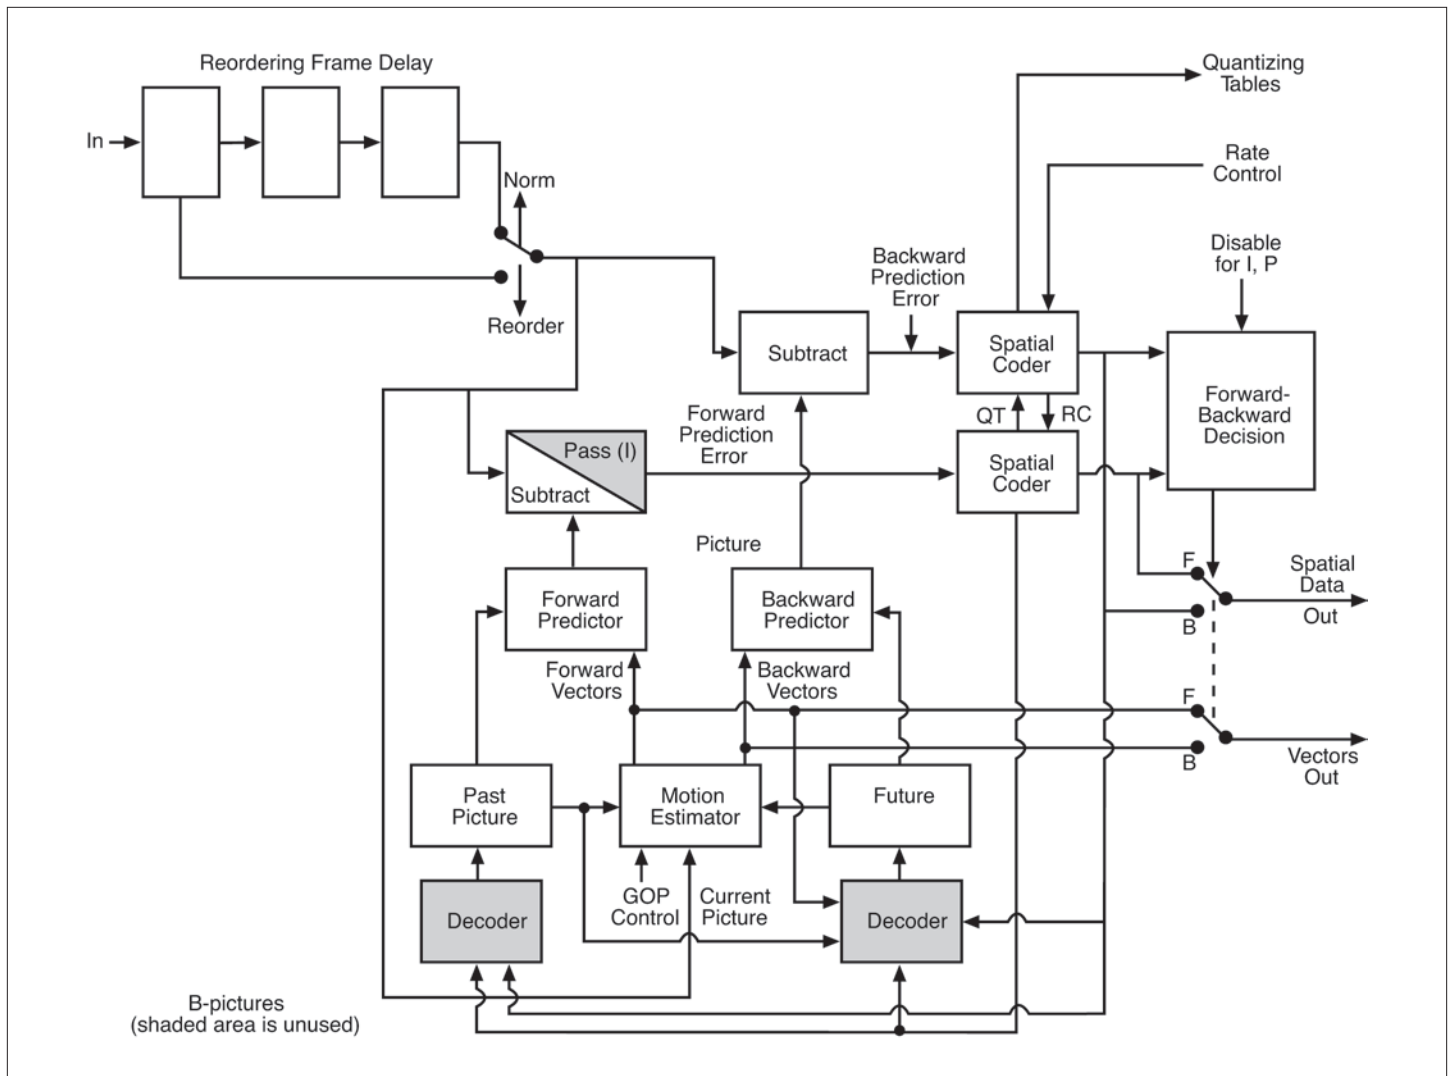 Reordering Frame Delay
In
Norm
Reorder
Quantizing
Tables
Rate
Control
Disable
for I, P
Backward
Prediction
Error
Subtract
Spatial
Coder
Forward-
Backward
Decision
QT
RC
Forward
Prediction
Error
Pass (I)
Subtract
Spatial
Coder
Picture
Forward
Predictor
Backward
Predictor
F
B
Spatial
Data
Out
Forward
Vectors
Backward
Vectors
F
B
Vectors
Out
Past
Picture
Motion
Estimator
Future
Decoder
GOP
Control
Current
Picture
Decoder
B-pictures
(shaded area is unused)